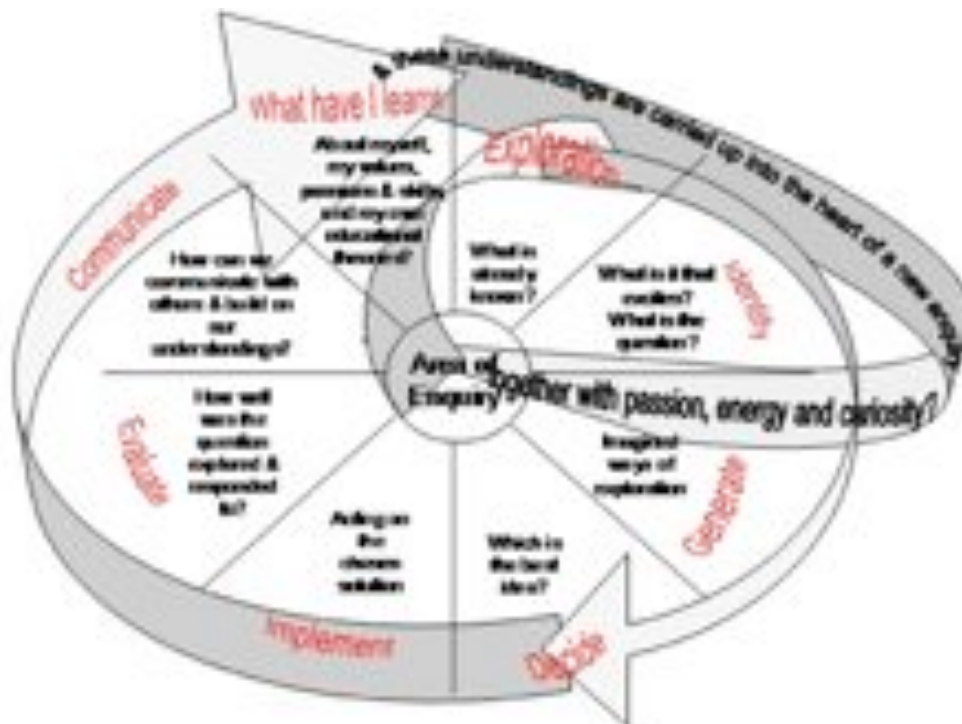 & these understandings are carried up into the heart of a new enquiry
What have I learnt
About myself,
my values,
passions & skills
and my own
educational
Exploration
What is
already
known?
What is it that
matters?
What is the
question?
Identify
Communicate
How can we
communicate with
others & build on
our
understandings?
Area of
Enquiry
together with passion, energy and curiosity?
Evaluate
How well
was the
question
explored &
responded
to?
Imagined
ways of
exploration
Generate
Acting on
the
chosen
solution
Which is
the best
idea?
Implement
Decide